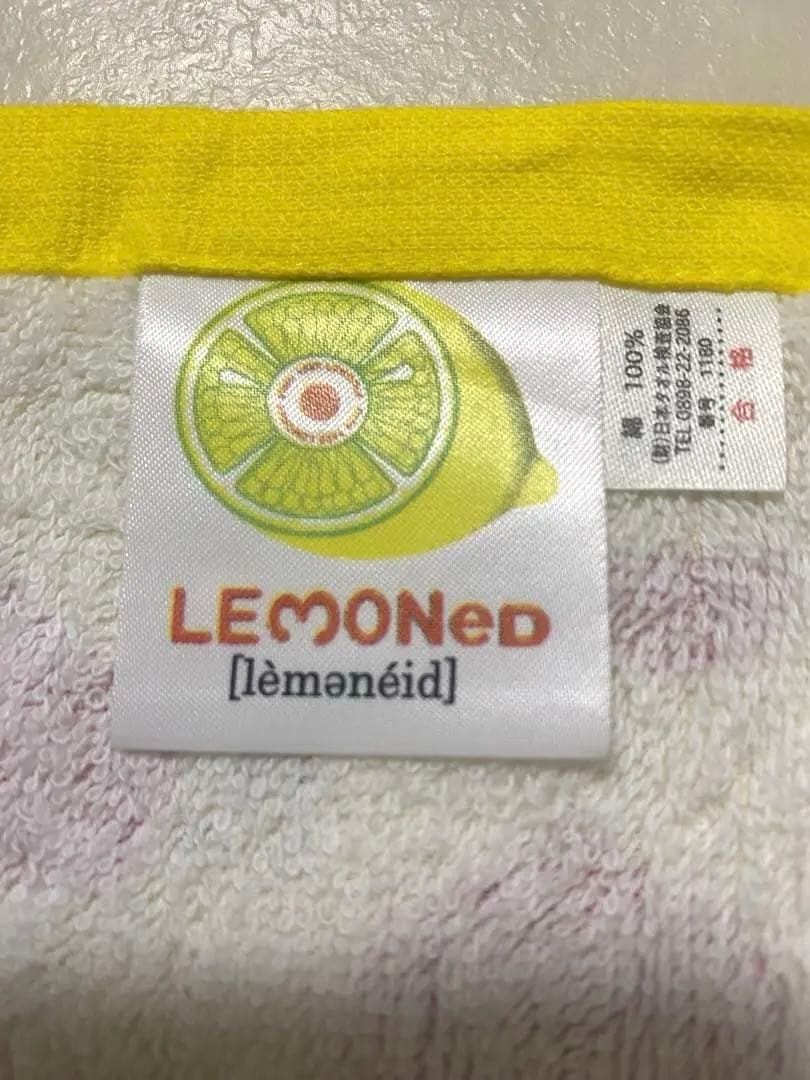 LEMONeD
[lèmənéid]
綿 100%
(財)日本タオル検査協会
TEL 0898-22-2086
番号 1180
合格